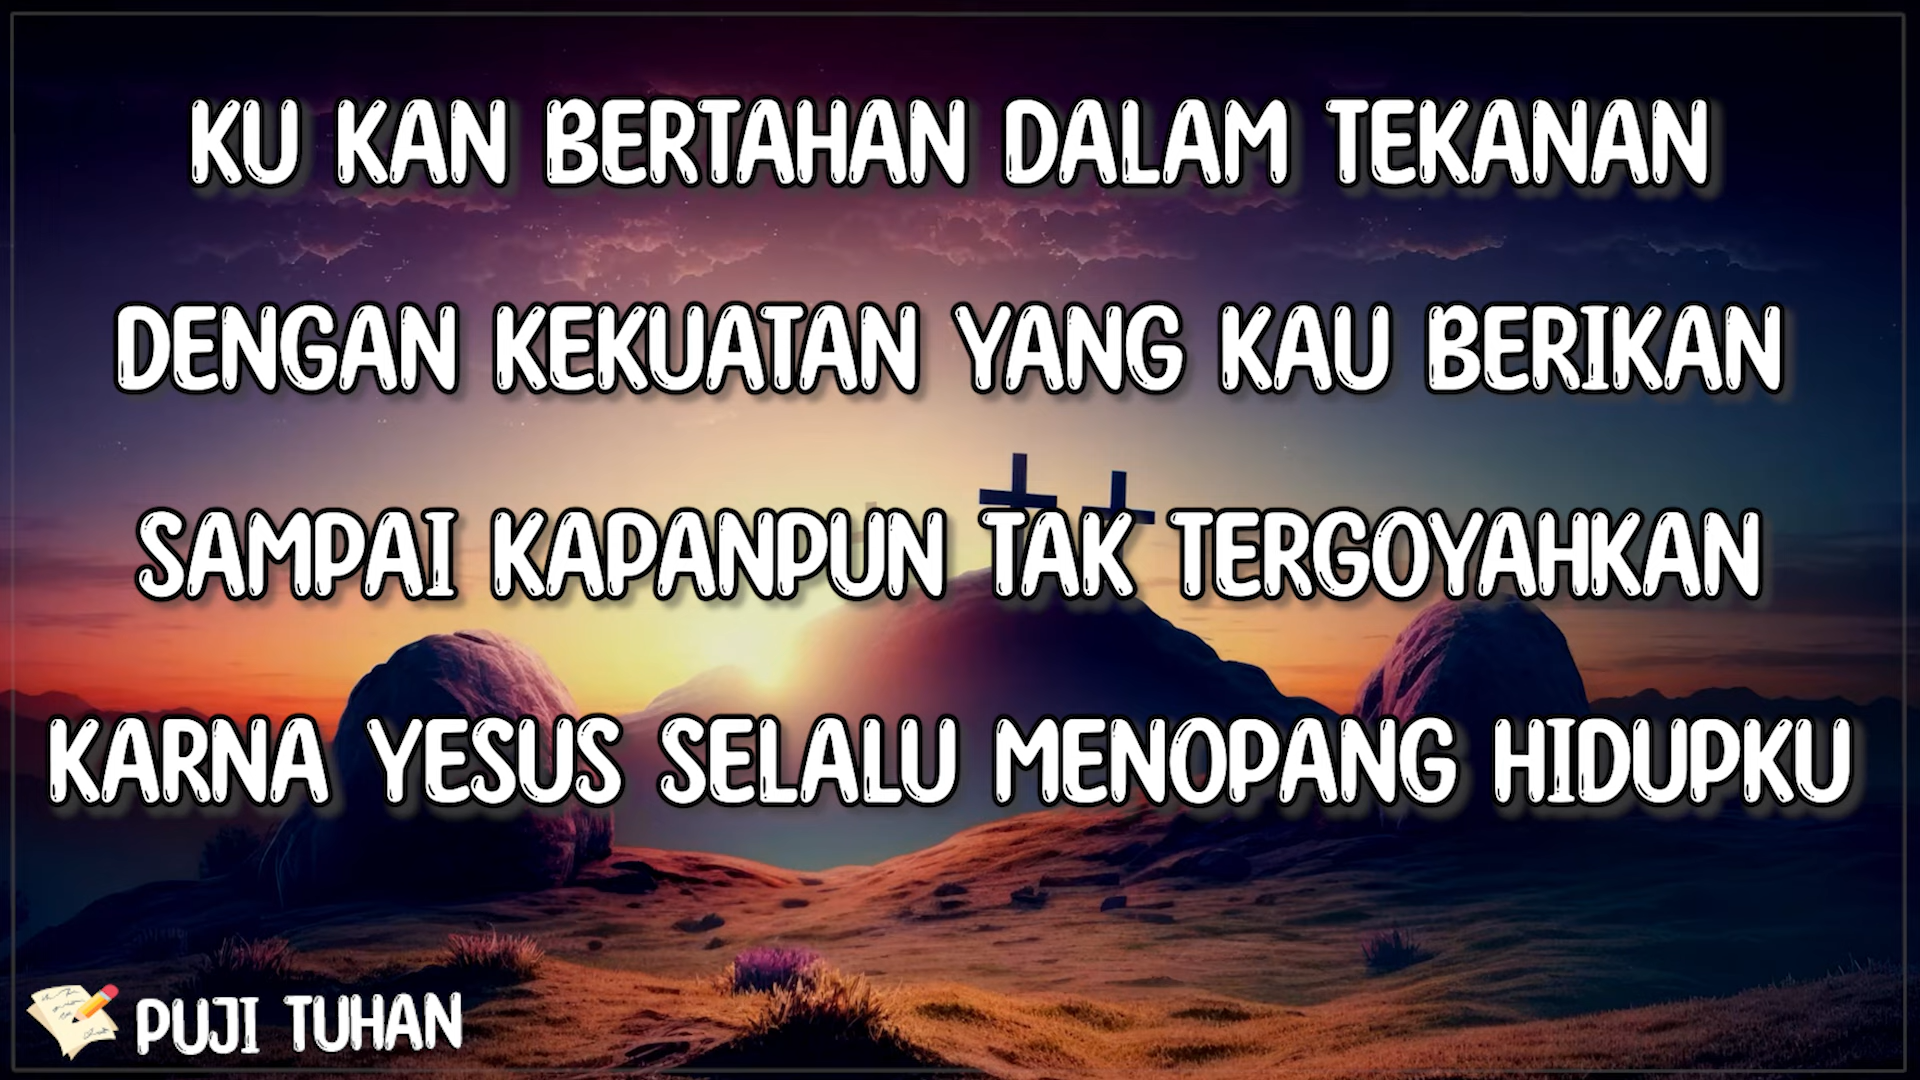 KU KAN BERTAHAN DALAM TEKANAN
DENGAN KEKUATAN YANG KAU BERIKAN
SAMPAI KAPANPUN TAK TERGOYAHKAN
KARNA YESUS SELALU MENOPANG HIDUPKU
PUJI TUHAN